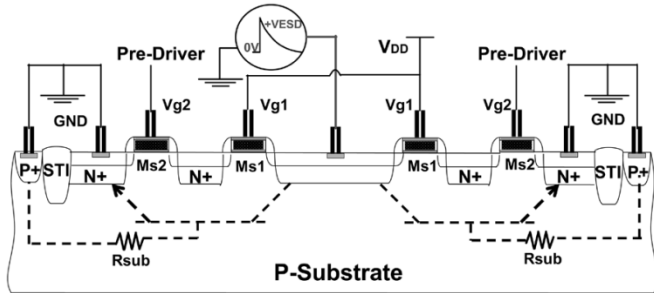 0V
+VESD
VDD
Pre-Driver
Pre-Driver
GND
Vg2
Vg1
Vg1
Vg2
GND
P+
STI
N+
Ms2
N+
Ms1
Ms1
N+
Ms2
N+
STI
P+
Rsub
Rsub
P-Substrate